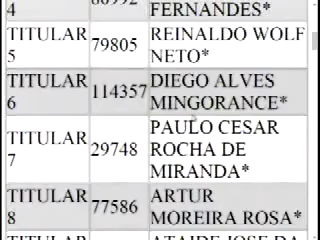 4 FERNANDES*
TITULAR 5 79805 REINALDO WOLF NETO*
TITULAR 6 114357 DIEGO ALVES MINGORANCE*
TITULAR 7 29748 PAULO CESAR ROCHA DE MIRANDA*
TITULAR 8 77586 ARTUR MOREIRA ROSA*